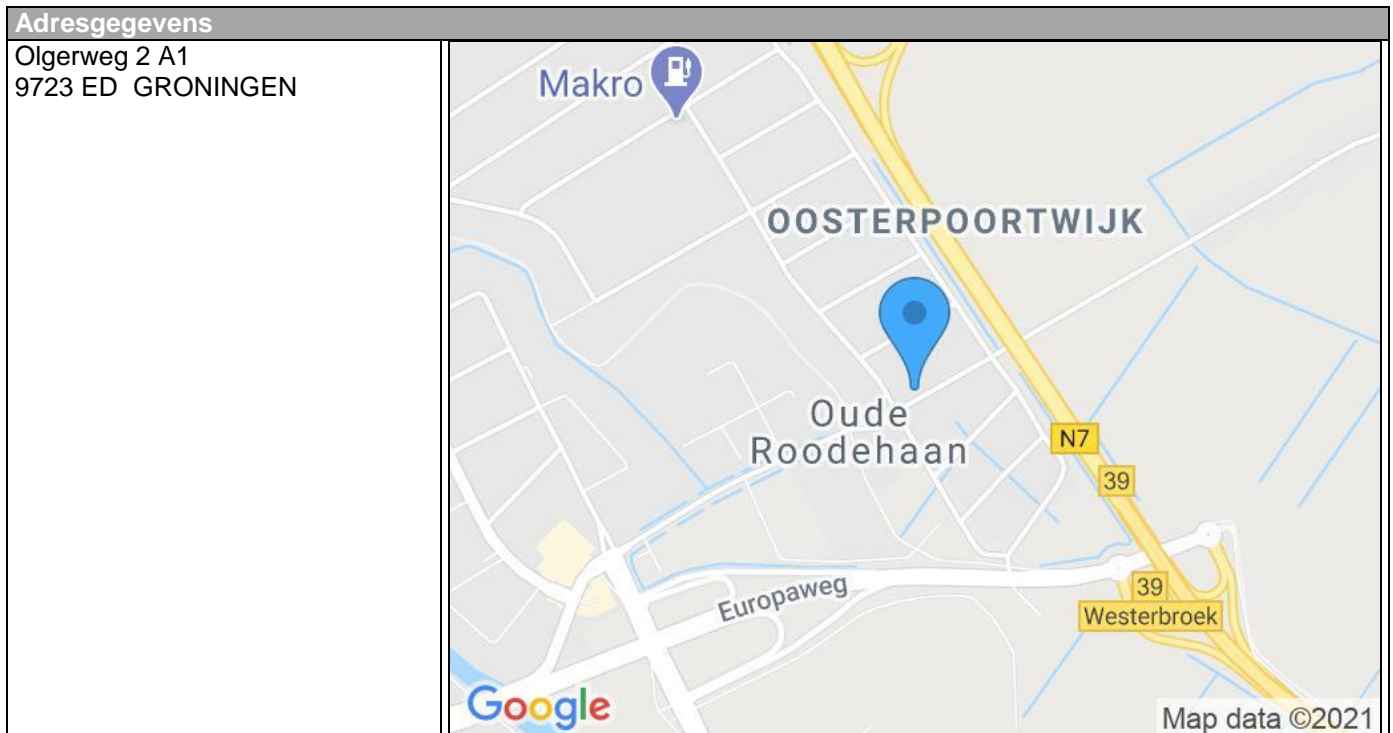 Adresgegevens
Olgerweg 2 A1
9723 ED GRONINGEN
Makro
OOSTERPOORTWIJK
Oude
Roodehaan
N7
39
39
Westerbroek
Europaweg
Google
Map data ©2021